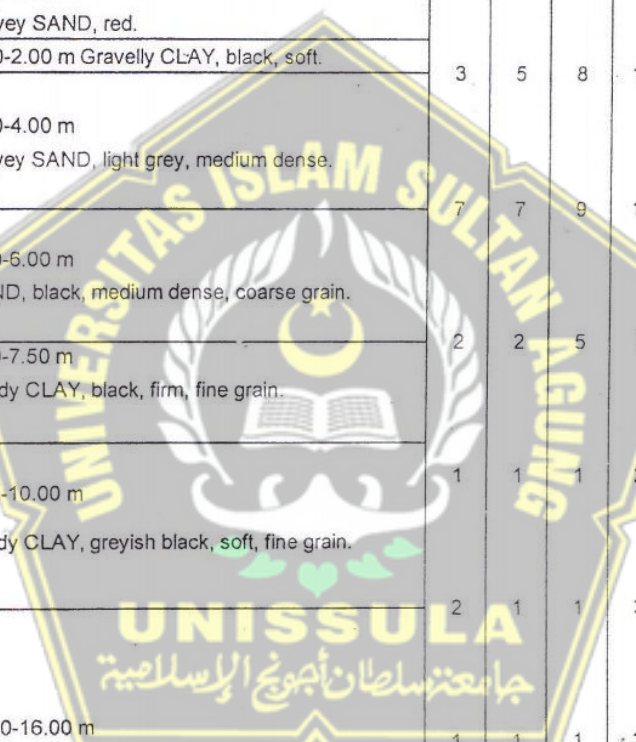 vey SAND, red.
0-2.00 m Gravelly CLAY, black, soft.
3 5 8
0-4.00 m
vey SAND, light grey, medium dense.
7 7 9
0-6.00 m
ND, black, medium dense, coarse grain.
2 2 5
0-7.50 m
dy CLAY, black, firm, fine grain.
1 1 1
-10.00 m
dy CLAY, greyish black, soft, fine grain.
2 1 1
0-16.00 m
1 1 1
UNIVERSITAS ISLAM SULTAN AGUNG
UNISSULA
جامعة سلطان أجونج الإسلامية